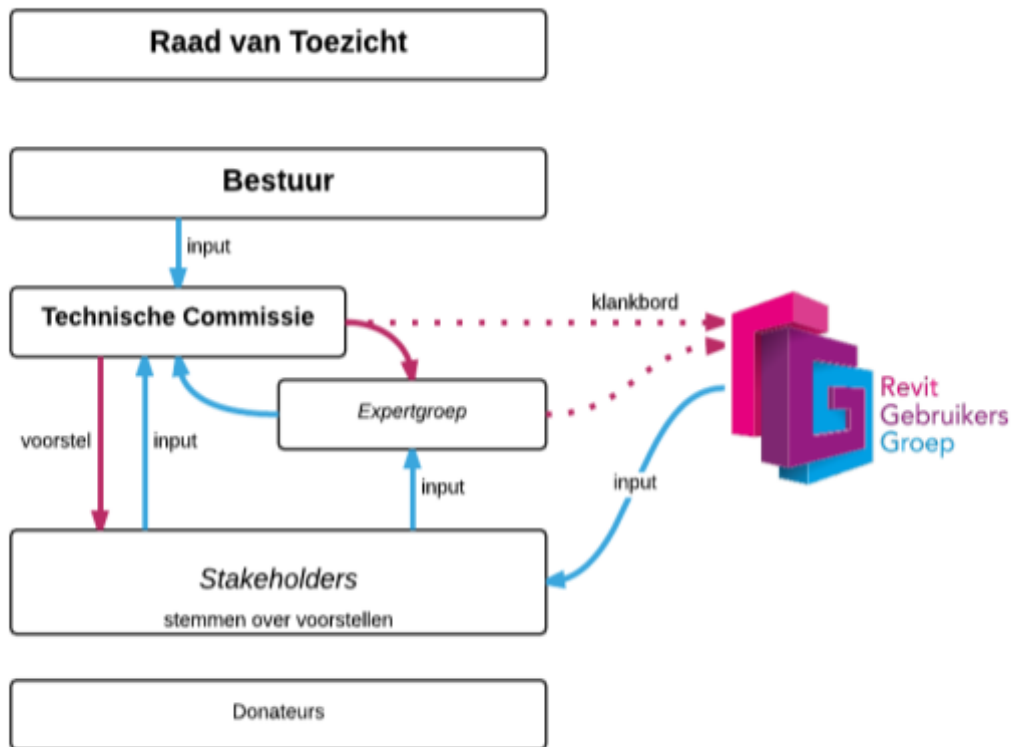 Raad van Toezicht
Bestuur
input
Technische Commissie
klankbord
Expertgroep
Revit
Gebruikers
Groep
voorstel
input
input
input
Stakeholders
stemmen over voorstellen
Donateurs